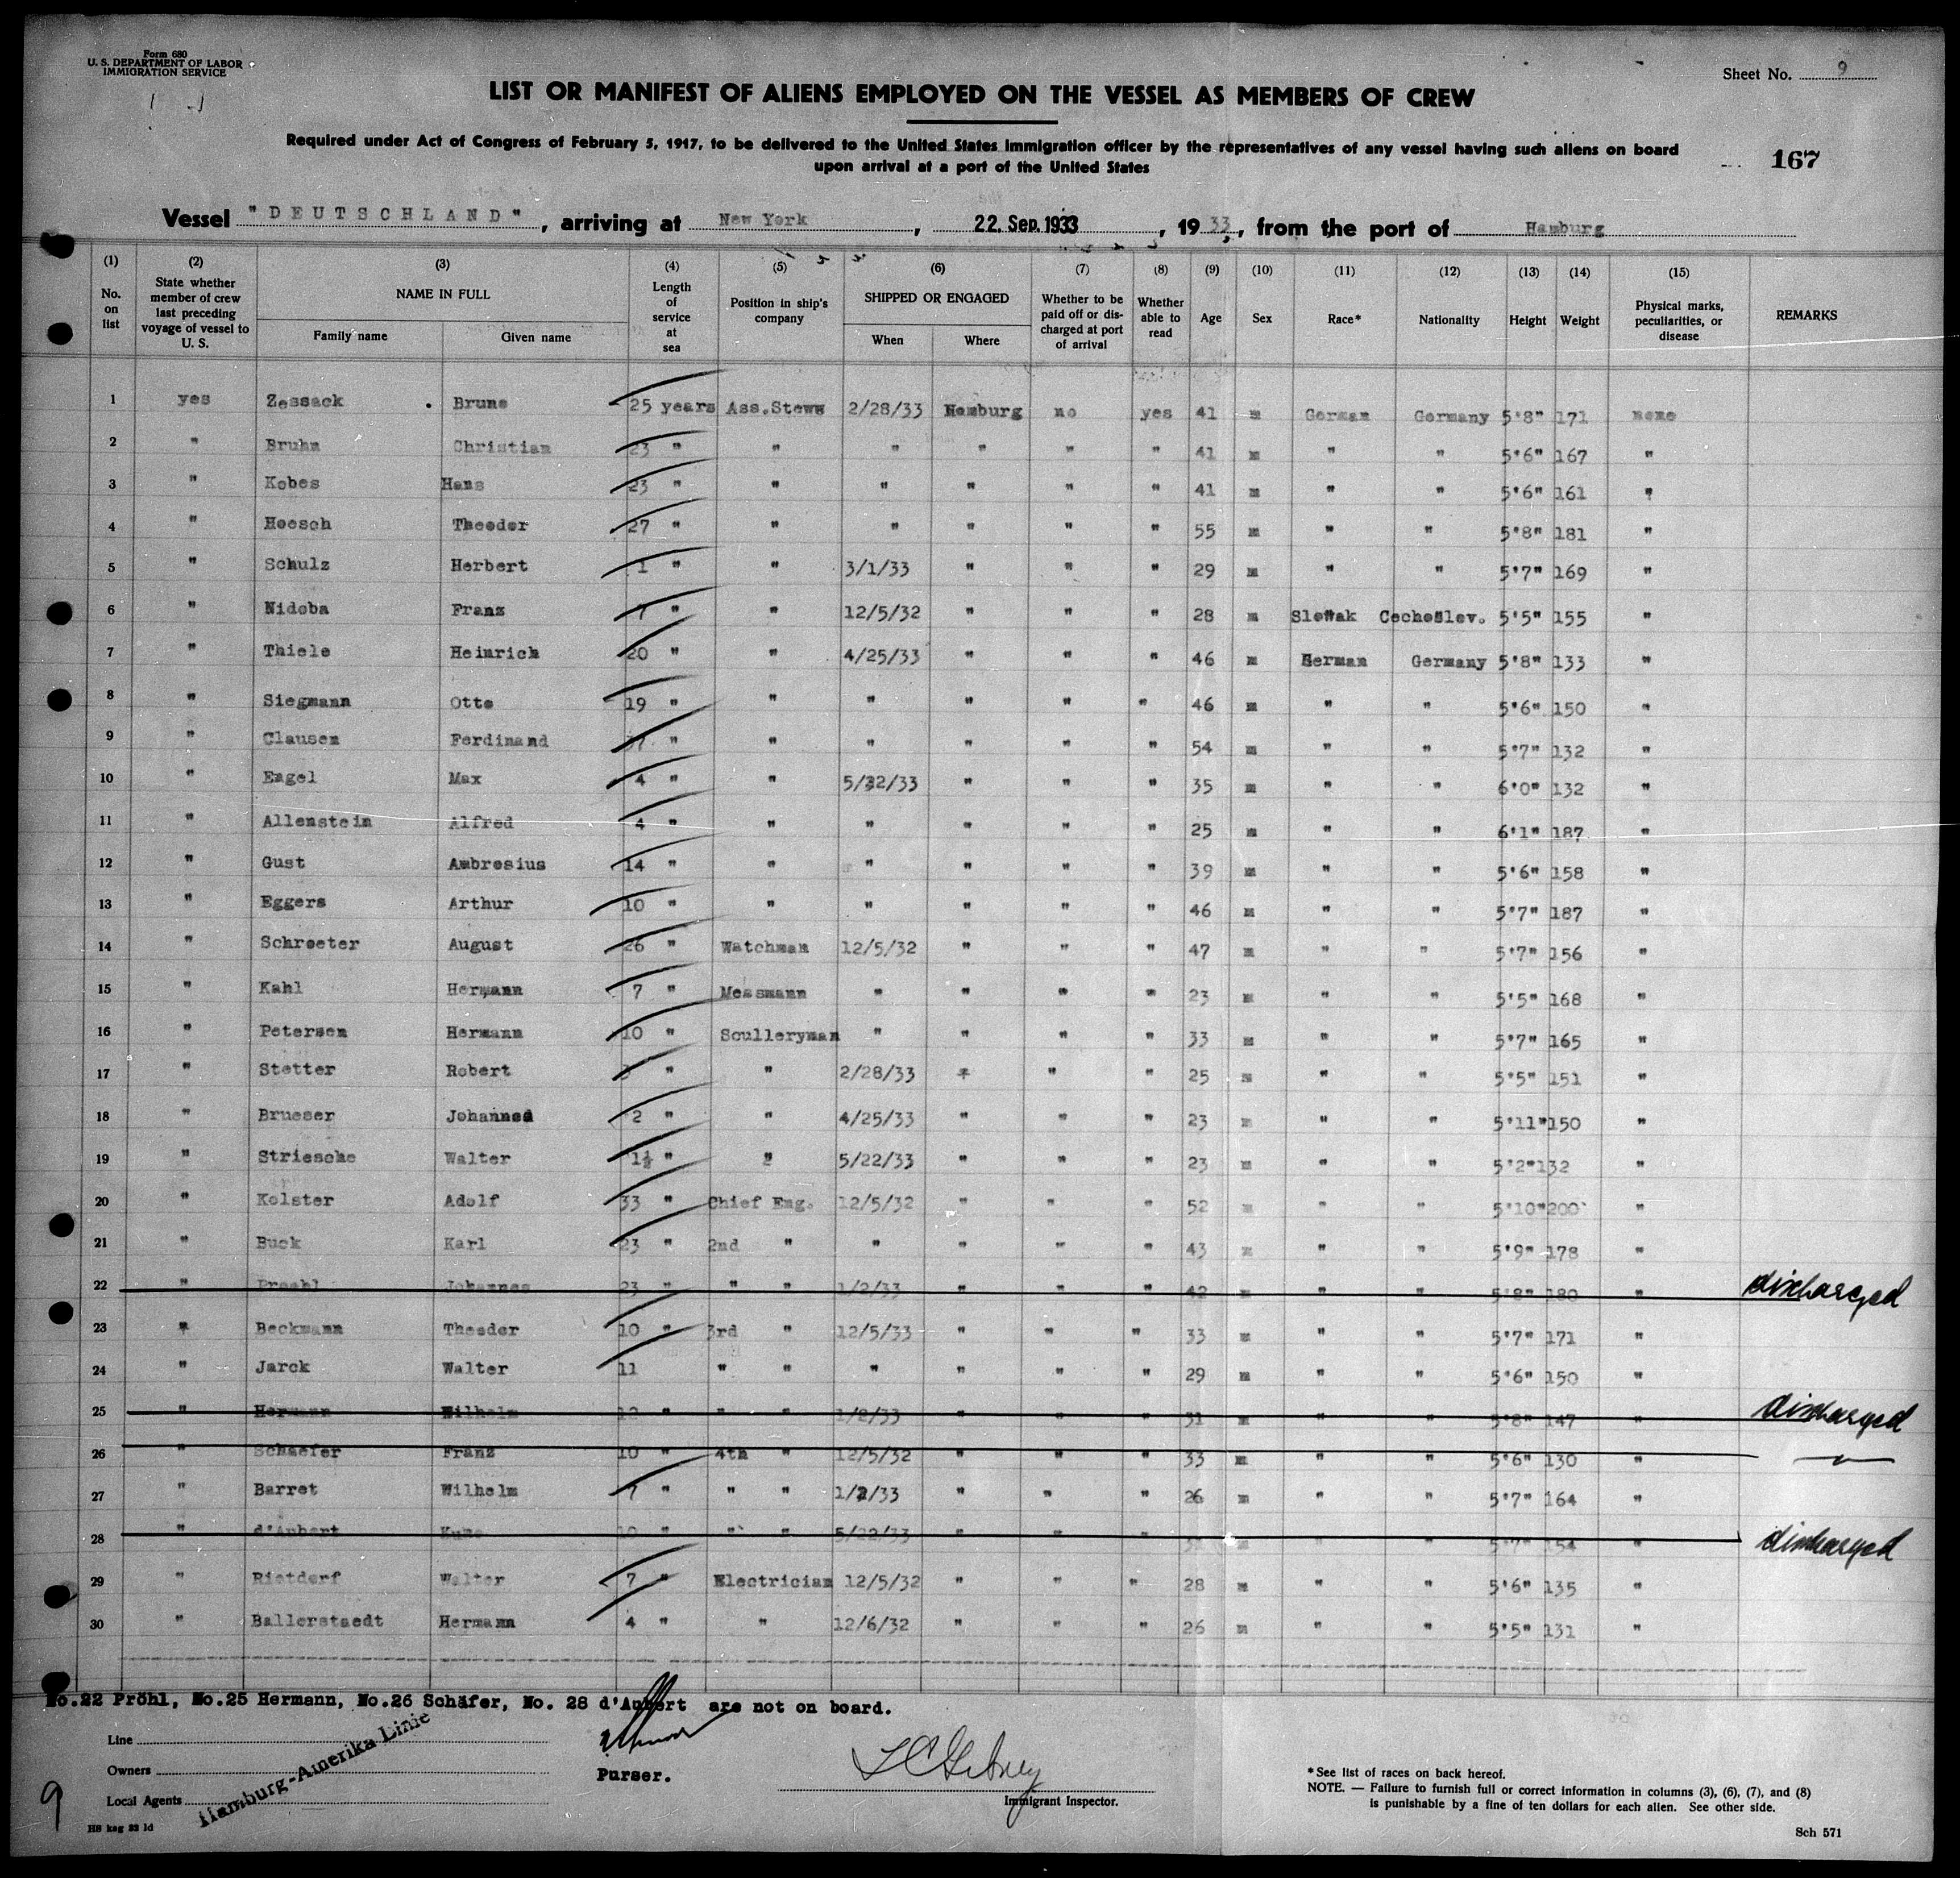 Form 680
U. S. DEPARTMENT OF LABOR
IMMIGRATION SERVICE
Sheet No. 9
LIST OR MANIFEST OF ALIENS EMPLOYED ON THE VESSEL AS MEMBERS OF CREW
Required under Act of Congress of February 5, 1917, to be delivered to the United States Immigration officer by the representatives of any vessel having such aliens on board
upon arrival at a port of the United States
167
Vessel "DEUTSCHLAND", arriving at New York, 22. Sep. 1933, 1933, from the port of Hamburg
(1) No. on list (2) State whether member of crew last preceding voyage of vessel to U. S. (3) NAME IN FULL Family name Given name (4) Length of service at sea (5) Position in ship's company (6) SHIPPED OR ENGAGED When Where (7) Whether to be paid off or discharged at port of arrival (8) Whether able to read (9) Age (10) Sex (11) Race* (12) Nationality (13) Height (14) Weight (15) Physical marks, peculiarities, or disease REMARKS
1 yes Zessack Bruno 25 years Ass.Stew 2/28/33 Hamburg no yes 41 m German Germany 5'8" 171 none
2 " Bruhn Christian 23 " " " " " " 41 m " " 5'6" 167 "
3 " Kobes Hans 23 " " " " " " 41 m " " 5'6" 161 "
4 " Hoesch Theodor 27 " " " " " " 55 m " " 5'8" 181 "
5 " Schulz Herbert 1 " " 3/1/33 " " " 29 m " " 5'7" 169 "
6 " Nidoba Franz 7 " " 12/5/32 " " " 28 m Slowak Cechoslov. 5'5" 155 "
7 " Thiele Heinrich 20 " " 4/25/33 " " " 46 m German Germany 5'8" 133 "
8 " Siegmann Otto 19 " " " " " " 46 m " " 5'6" 150 "
9 " Clausen Ferdinand 37 " " " " " " 54 m " " 5'7" 132 "
10 " Engel Max 4 " " 5/22/33 " " " 35 m " " 6'0" 132 "
11 " Allenstein Alfred 4 " " " " " " 25 m " " 6'1" 187 "
12 " Gust Ambrosius 14 " " " " " " 39 m " " 5'6" 158 "
13 " Eggers Arthur 10 " " " " " " 46 m " " 5'7" 187 "
14 " Schroeter August 26 " Watchman 12/5/32 " " " 47 m " " 5'7" 156 "
15 " Kahl Hermann 7 " Messmann " " " " 23 m " " 5'5" 168 "
16 " Petersen Hermann 10 " Sculleryman " " " " 33 m " " 5'7" 165 "
17 " Stetter Robert " " 2/28/33 " " " 25 m " " 5'5" 151 "
18 " Brueser Johannes 2 " " 4/25/33 " " " 23 m " " 5'11" 150 "
19 " Striesche Walter 1½ " " 5/22/33 " " " 23 m " " 5'2" 132 "
20 " Kolster Adolf 33 " Chief Eng. 12/5/32 " " " 52 m " " 5'10" 200 "
21 " Buck Karl 23 " 2nd " " " " " 43 m " " 5'9" 178 "
22 " Proehl Johannes 23 " " " 1/2/33 " " " 42 m " " 5'8" 180 " discharged
23 " Beckmann Theodor 10 " 3rd " 12/5/33 " " " 33 m " " 5'7" 171 "
24 " Jarck Walter 11 " " " " " " 29 m " " 5'6" 150 "
25 " Hermann Wilhelm 12 " " " 1/2/33 " " " 31 m " " 5'8" 147 " discharged
26 " Schaefer Franz 10 " 4th " 12/5/32 " " " 33 m " " 5'6" 130 "
27 " Barret Wilhelm 7 " " " 1/2/33 " " " 26 m " " 5'7" 164 "
28 " d'Aubert Kuno 10 " " " 5/22/33 " " " m " " 5'7" 154 " discharged
29 " Rietdorf Walter 7 " Electrician 12/5/32 " " " 28 m " " 5'6" 135 "
30 " Ballerstaedt Hermann 4 " " 12/6/32 " " " 26 m " " 5'5" 131 "
No.22 Pröhl, No.25 Hermann, No.26 Schäfer, No. 28 d'Aubert are not on board.
Line
Owners
Local Agents
Hamburg-Amerika Linie
Purser.
Immigrant Inspector.
9
HB kag 23 ld
*See list of races on back hereof.
NOTE. — Failure to furnish full or correct information in columns (3), (6), (7), and (8)
is punishable by a fine of ten dollars for each alien. See other side.
Sch 571